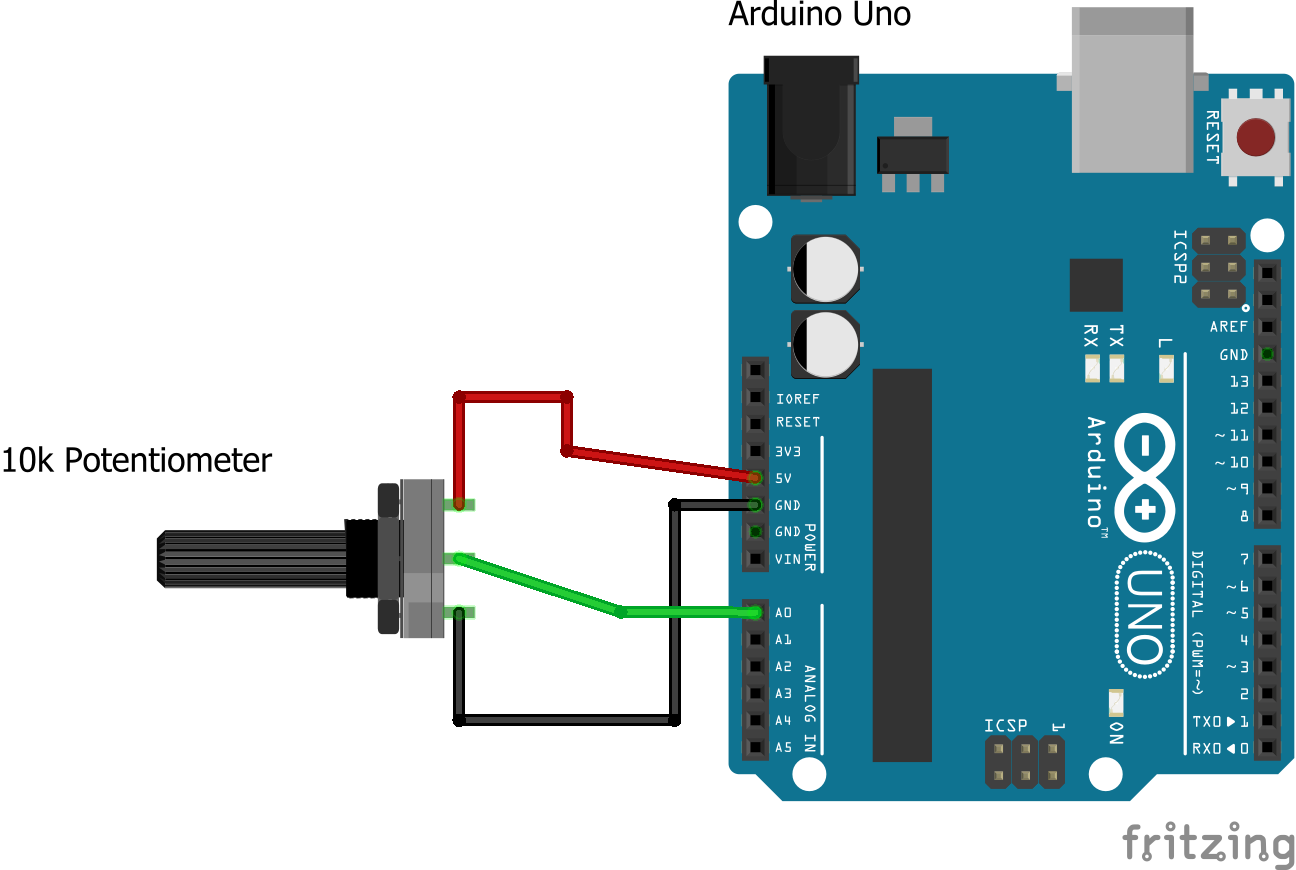 Arduino Uno
10k Potentiometer
RESET
ICSP2
IOREF
RESET
3V3
5V
GND
GND
VIN
POWER
A0
A1
A2
A3
A4
A5
ANALOG IN
RX
TX
L
AREF
GND
13
12
~11
~10
~9
8
7
~6
~5
4
~3
2
TX0▶1
RX0◀0
DIGITAL (PWM=~)
Arduino™
UNO
ON
ICSP
1
fritzing